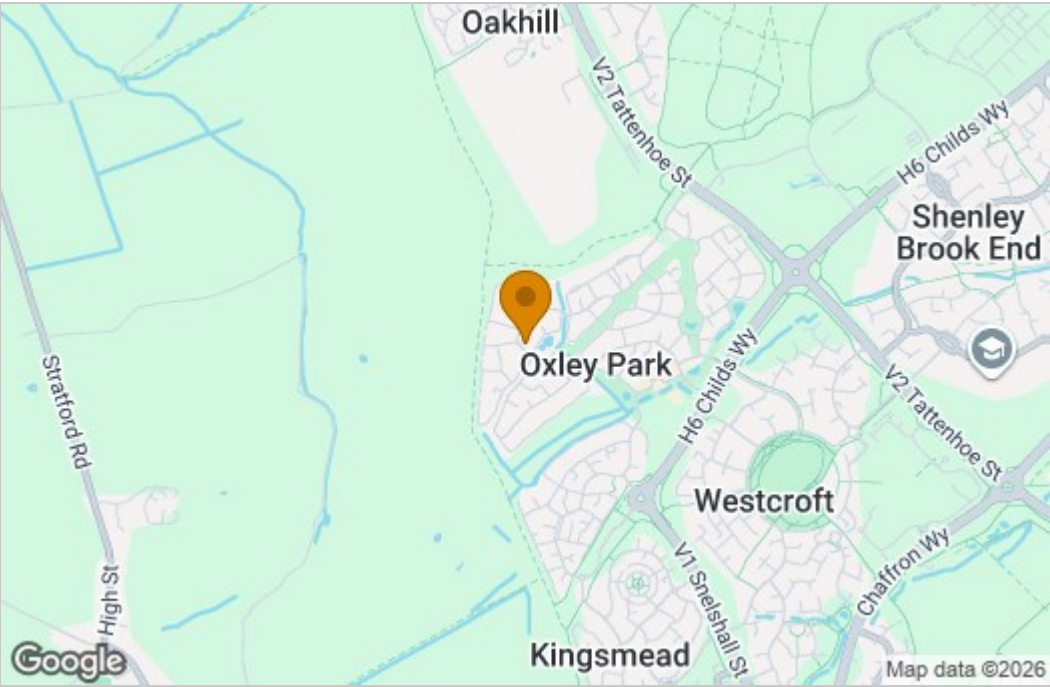 Oakhill
V2 Tattenhoe St
H6 Childs Wy
Shenley
Brook End
Oxley Park
H6 Childs Wy
V2 Tattenhoe St
Stratford Rd
Westcroft
Chaffron Wy
V1 Snelshall St
High St
Kingsmead
Google
Map data ©2026